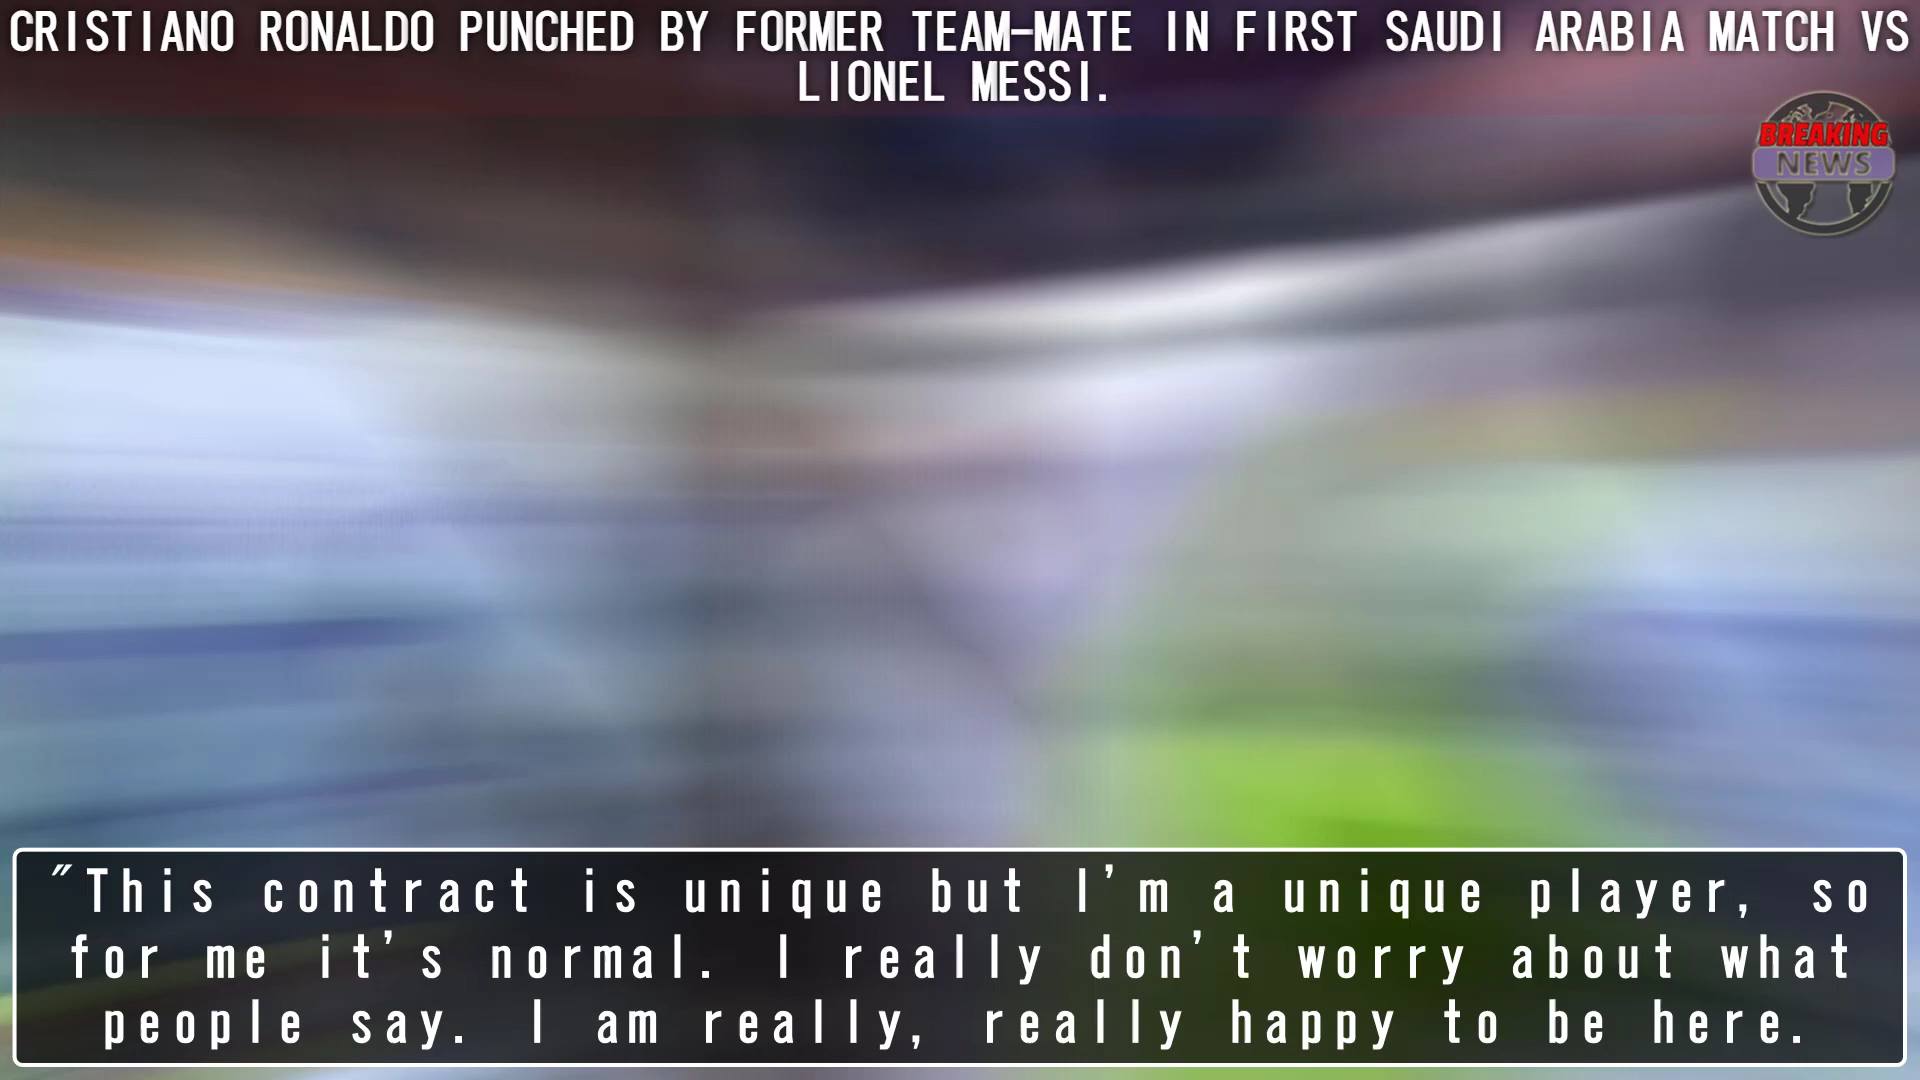 CRISTIANO RONALDO PUNCHED BY FORMER TEAM-MATE IN FIRST SAUDI ARABIA MATCH VS
LIONEL MESSI.
BREAKING
NEWS
"This contract is unique but I'm a unique player, so
for me it's normal. I really don't worry about what
people say. I am really, really happy to be here.